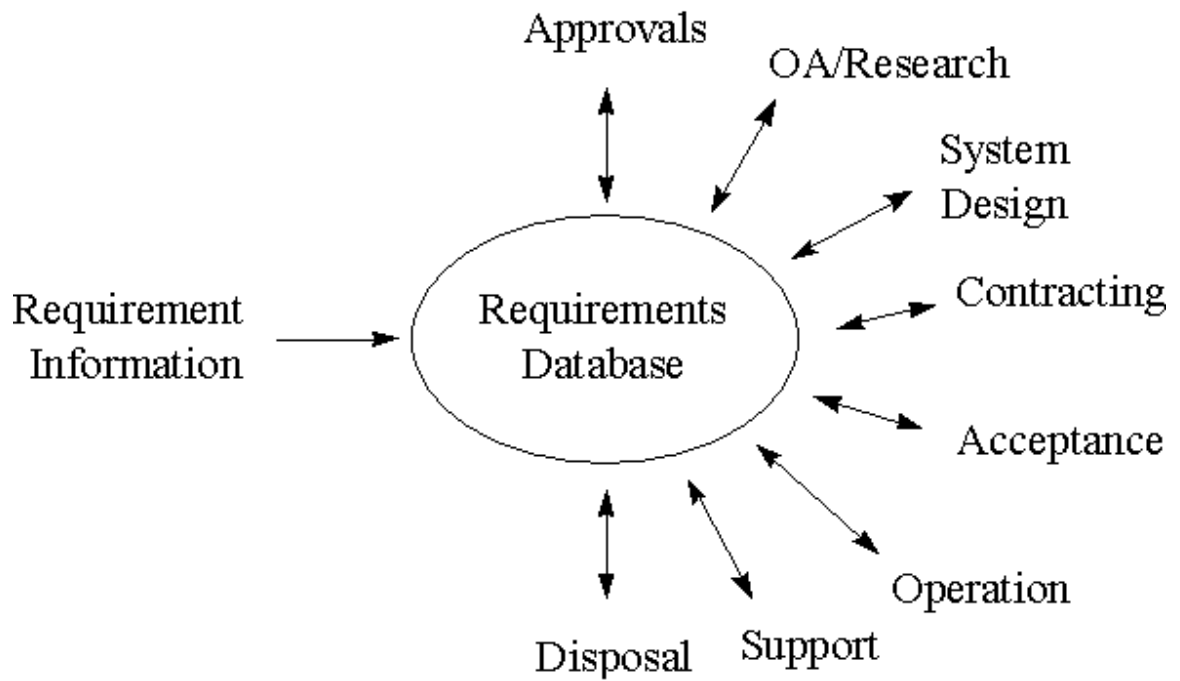 Approvals
OA/Research
System
Design
Requirement
Information
Requirements
Database
Contracting
Acceptance
Operation
Support
Disposal